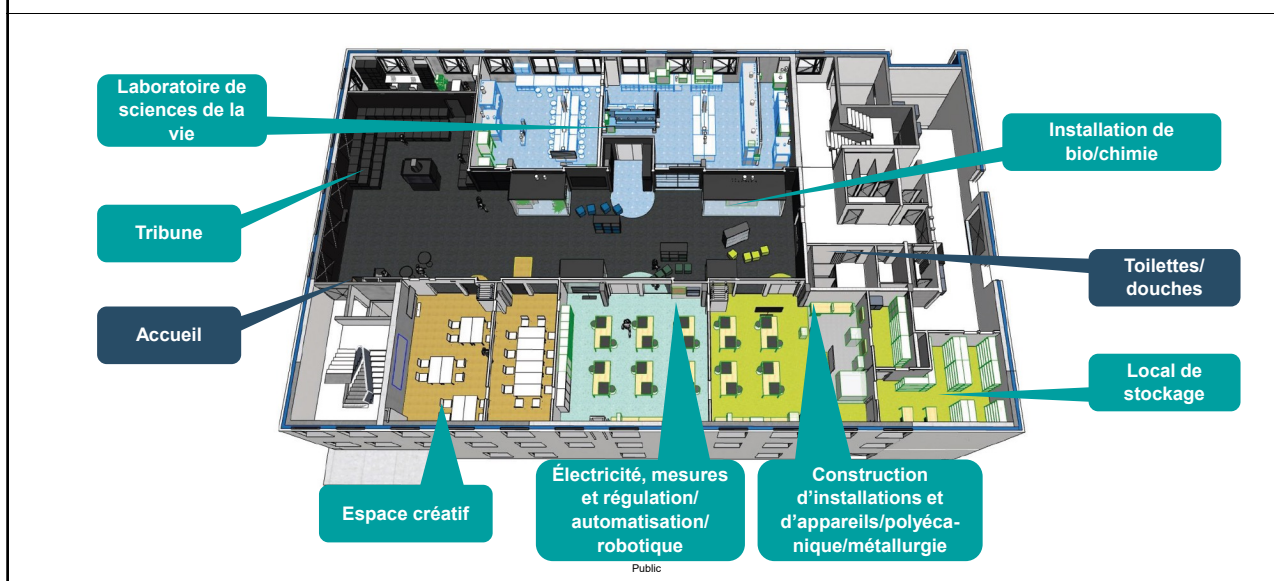 Laboratoire de
sciences de la
vie
Installation de
bio/chimie
Tribune
Toilettes/
douches
Accueil
Local de
stockage
Espace créatif
Électricité, mesures
et régulation/
automatisation/
robotique
Construction
d’installations et
d’appareils/polyéca-
nique/métallurgie
Public